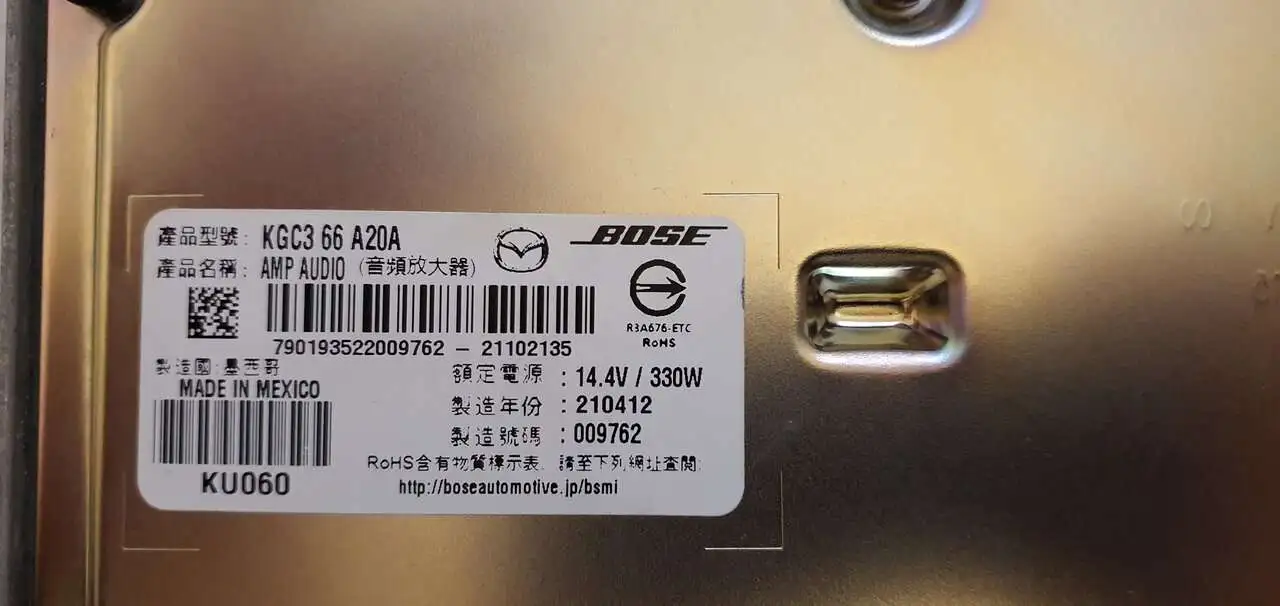 產品型號: KGC3 66 A20A
BOSE
產品名稱: AMP AUDIO (音頻放大器)
R3A676-ETC
RoHS
790193522009762 - 21102135
製造國:墨西哥
MADE IN MEXICO
額定電源 : 14.4V / 330W
製造年份 : 210412
製造號碼 : 009762
KU060
RoHS含有物質標示表, 請至下列網址查閱:
http://boseautomotive.jp/bsmi